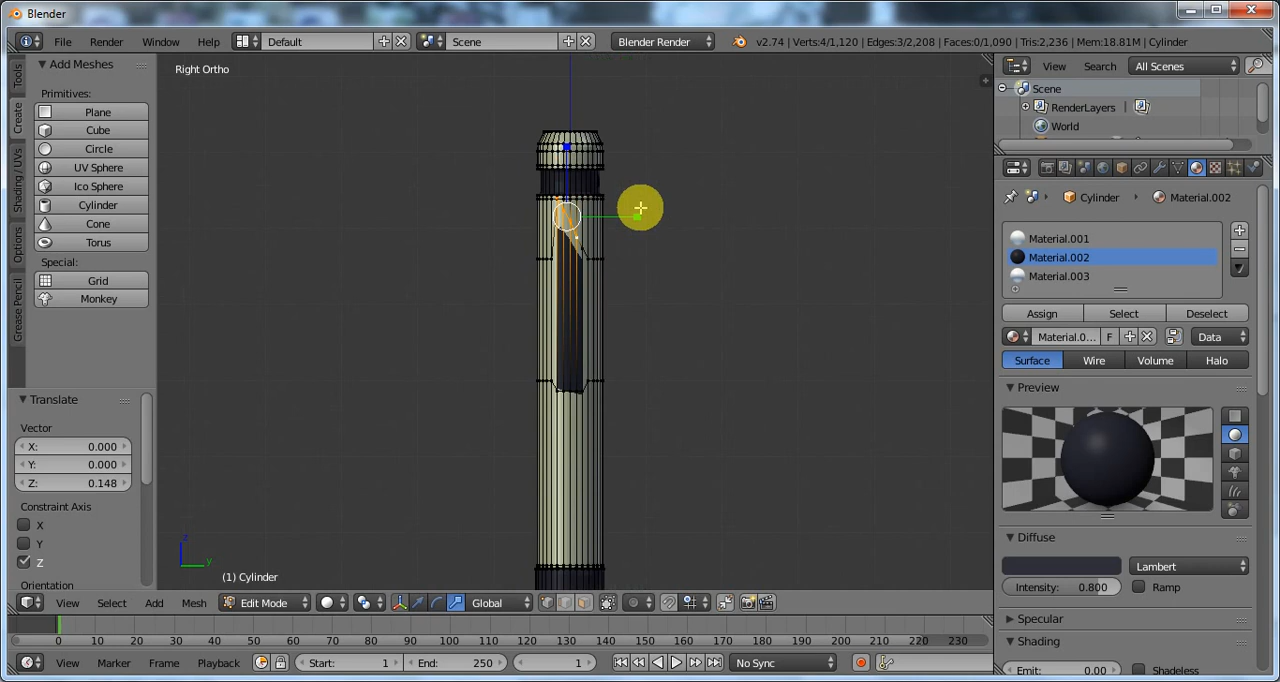 Blender
File Render Window Help Default Scene Blender Render v2.74 | Verts:4/1,120 | Edges:3/2,208 | Faces:0/1,090 | Tris:2,236 | Mem:18.81M | Cylinder
Tools
Create
Shading / UVs
Options
Grease Pencil
Add Meshes
Primitives:
Plane
Cube
Circle
UV Sphere
Ico Sphere
Cylinder
Cone
Torus
Special:
Grid
Monkey
Translate
Vector
X: 0.000
Y: 0.000
Z: 0.148
Constraint Axis
X
Y
Z
Orientation
Right Ortho
z
y
(1) Cylinder
View Select Add Mesh Edit Mode Global
0 10 20 30 40 50 60 70 80 90 100 110 120 130 140 150 160 170 180 190 200 210 220 230
View Marker Frame Playback Start: 1 End: 250 1 No Sync
View Search All Scenes
Scene
RenderLayers
World
Cylinder Material.002
Material.001
Material.002
Material.003
Assign Select Deselect
Material.0... F Data
Surface Wire Volume Halo
Preview
Diffuse
Lambert
Intensity: 0.800 Ramp
Specular
Shading
Emit: 0.00 Shadeless